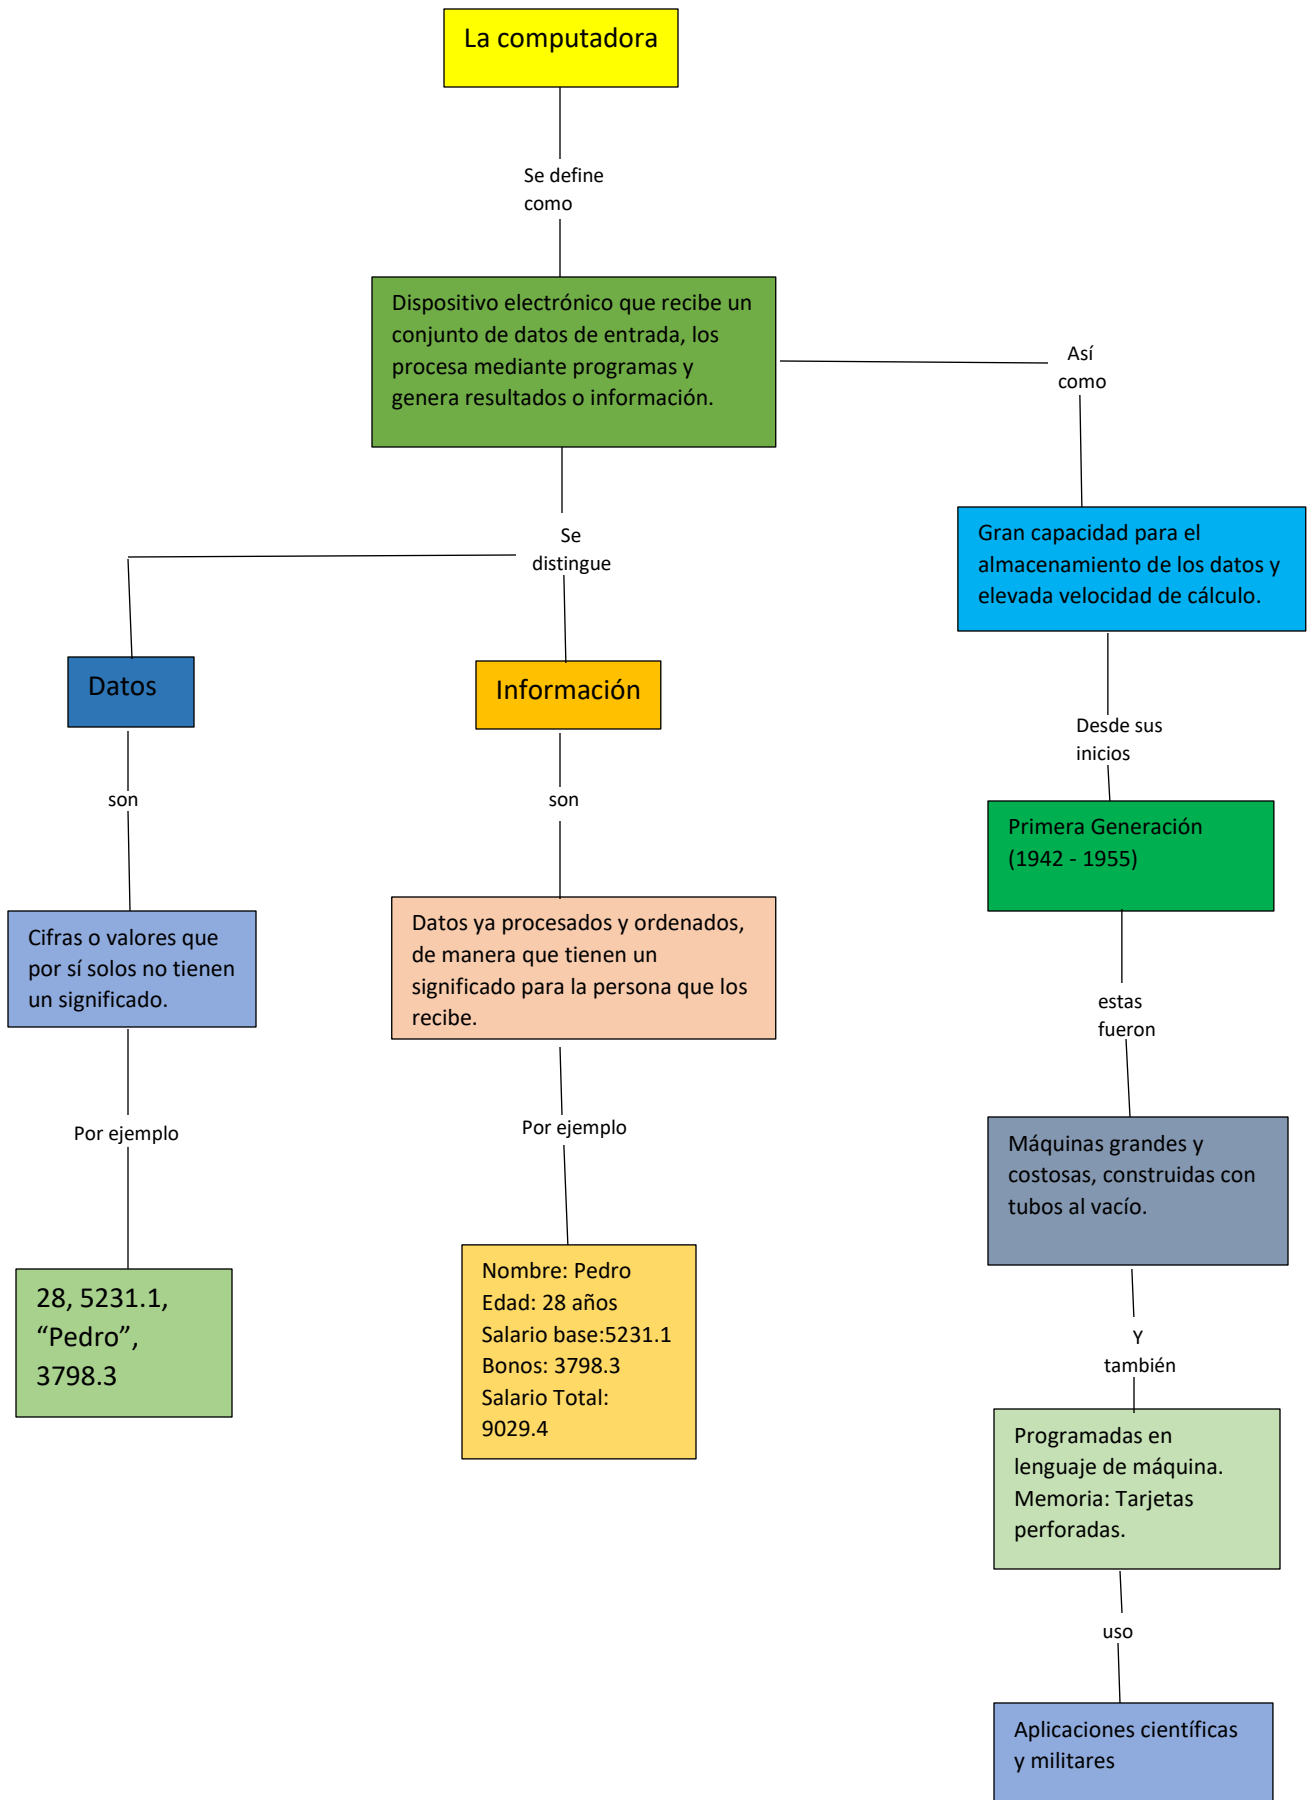 La computadora
Se define
como
Dispositivo electrónico que recibe un
conjunto de datos de entrada, los
procesa mediante programas y
genera resultados o información.
Así
como
Se
distingue
Gran capacidad para el
almacenamiento de los datos y
elevada velocidad de cálculo.
Datos
Información
Desde sus
inicios
son
son
Primera Generación
(1942 - 1955)
Cifras o valores que
por sí solos no tienen
un significado.
Datos ya procesados y ordenados,
de manera que tienen un
significado para la persona que los
recibe.
estas
fueron
Por ejemplo
Por ejemplo
Máquinas grandes y
costosas, construidas con
tubos al vacío.
28, 5231.1,
“Pedro”,
3798.3
Nombre: Pedro
Edad: 28 años
Salario base:5231.1
Bonos: 3798.3
Salario Total:
9029.4
Y
también
Programadas en
lenguaje de máquina.
Memoria: Tarjetas
perforadas.
uso
Aplicaciones científicas
y militares